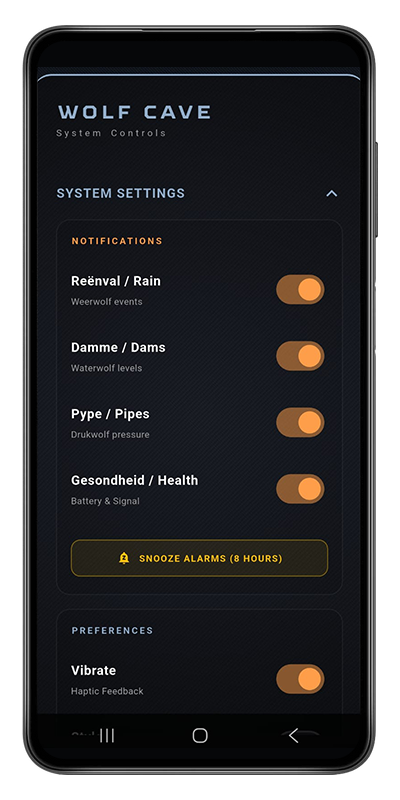 WOLF CAVE
System Controls
SYSTEM SETTINGS
NOTIFICATIONS
Reënval / Rain
Weerwolf events
Damme / Dams
Waterwolf levels
Pype / Pipes
Drukwolf pressure
Gesondheid / Health
Battery & Signal
SNOOZE ALARMS (8 HOURS)
PREFERENCES
Vibrate
Haptic Feedback